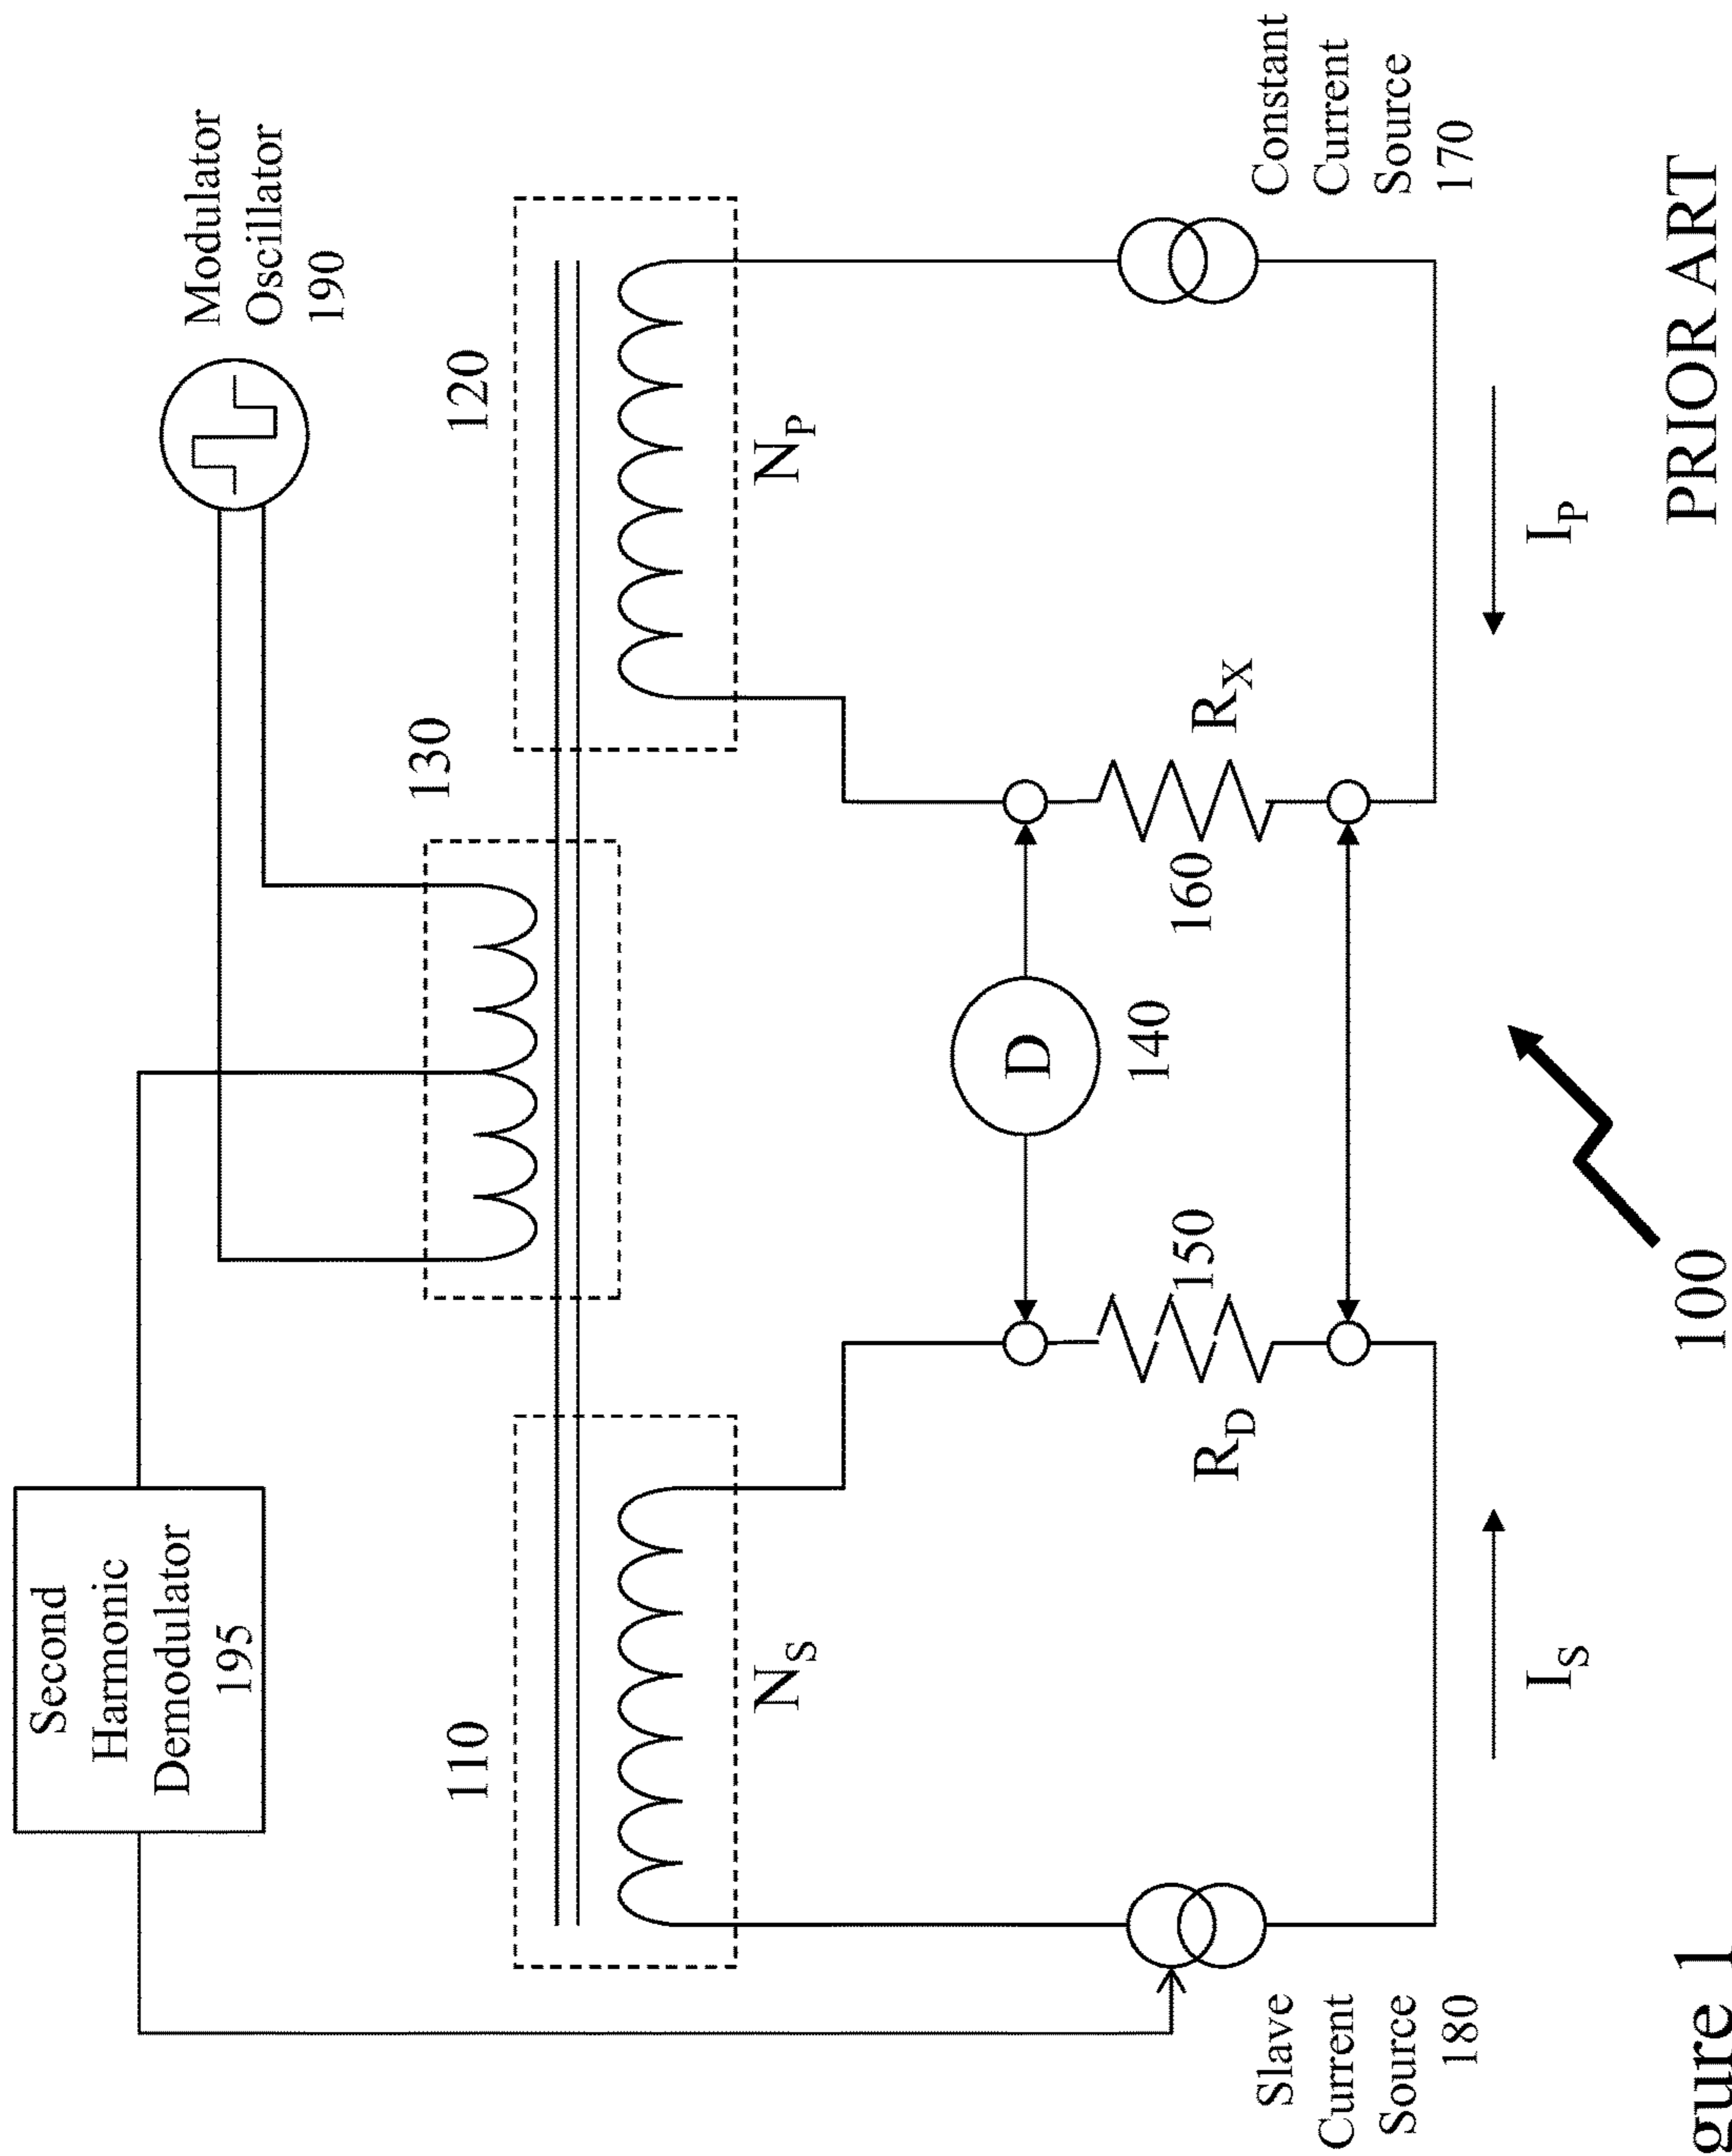 Second
Harmonic
Demodulator
195
Modulator
Oscillator
190
130
110
120
N_S
N_P
D
140
R_D
150
160
R_X
Slave
Current
Source
180
Constant
Current
Source
170
I_S
I_P
100
gure 1
PRIOR ART